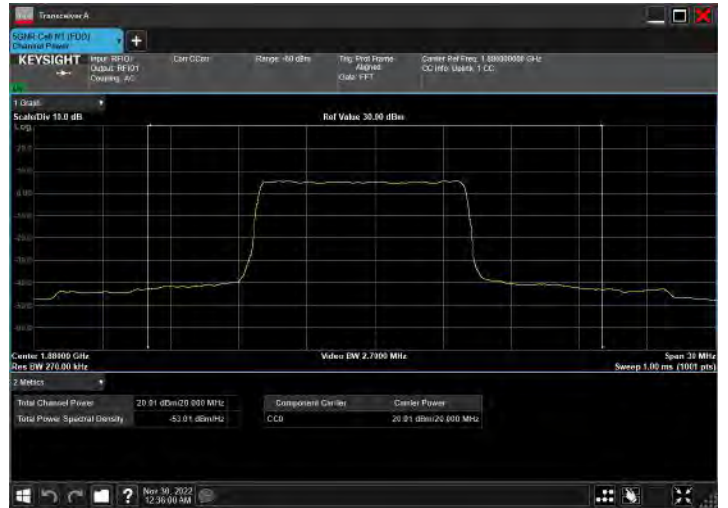 Transceiver A
5GNR Cell N1 (FDD)
Channel Power
+
KEYSIGHT
Input: RFIO1
Output: RFIO1
Coupling: AC
Corr CCorr
Range: -60 dBm
Trig: Prot Frame
Aligned
Gate: FFT
Carrier Ref Freq: 1.880000000 GHz
CC Info: Uplink, 1 CC
1 Graph
Scale/Div 10.0 dB
Ref Value 30.00 dBm
Log
20.0
10.0
0.00
-10.0
-20.0
-30.0
-40.0
-50.0
-60.0
Center 1.88000 GHz
Video BW 2.7000 MHz
Span 30 MHz
Res BW 270.00 kHz
Sweep 1.00 ms (1001 pts)
2 Metrics
Total Channel Power
20.01 dBm/20.000 MHz
Total Power Spectral Density
-53.01 dBm/Hz
Component Carrier
Carrier Power
CC0
20.01 dBm/20.000 MHz
?
Nov 30, 2022
12:36:00 AM